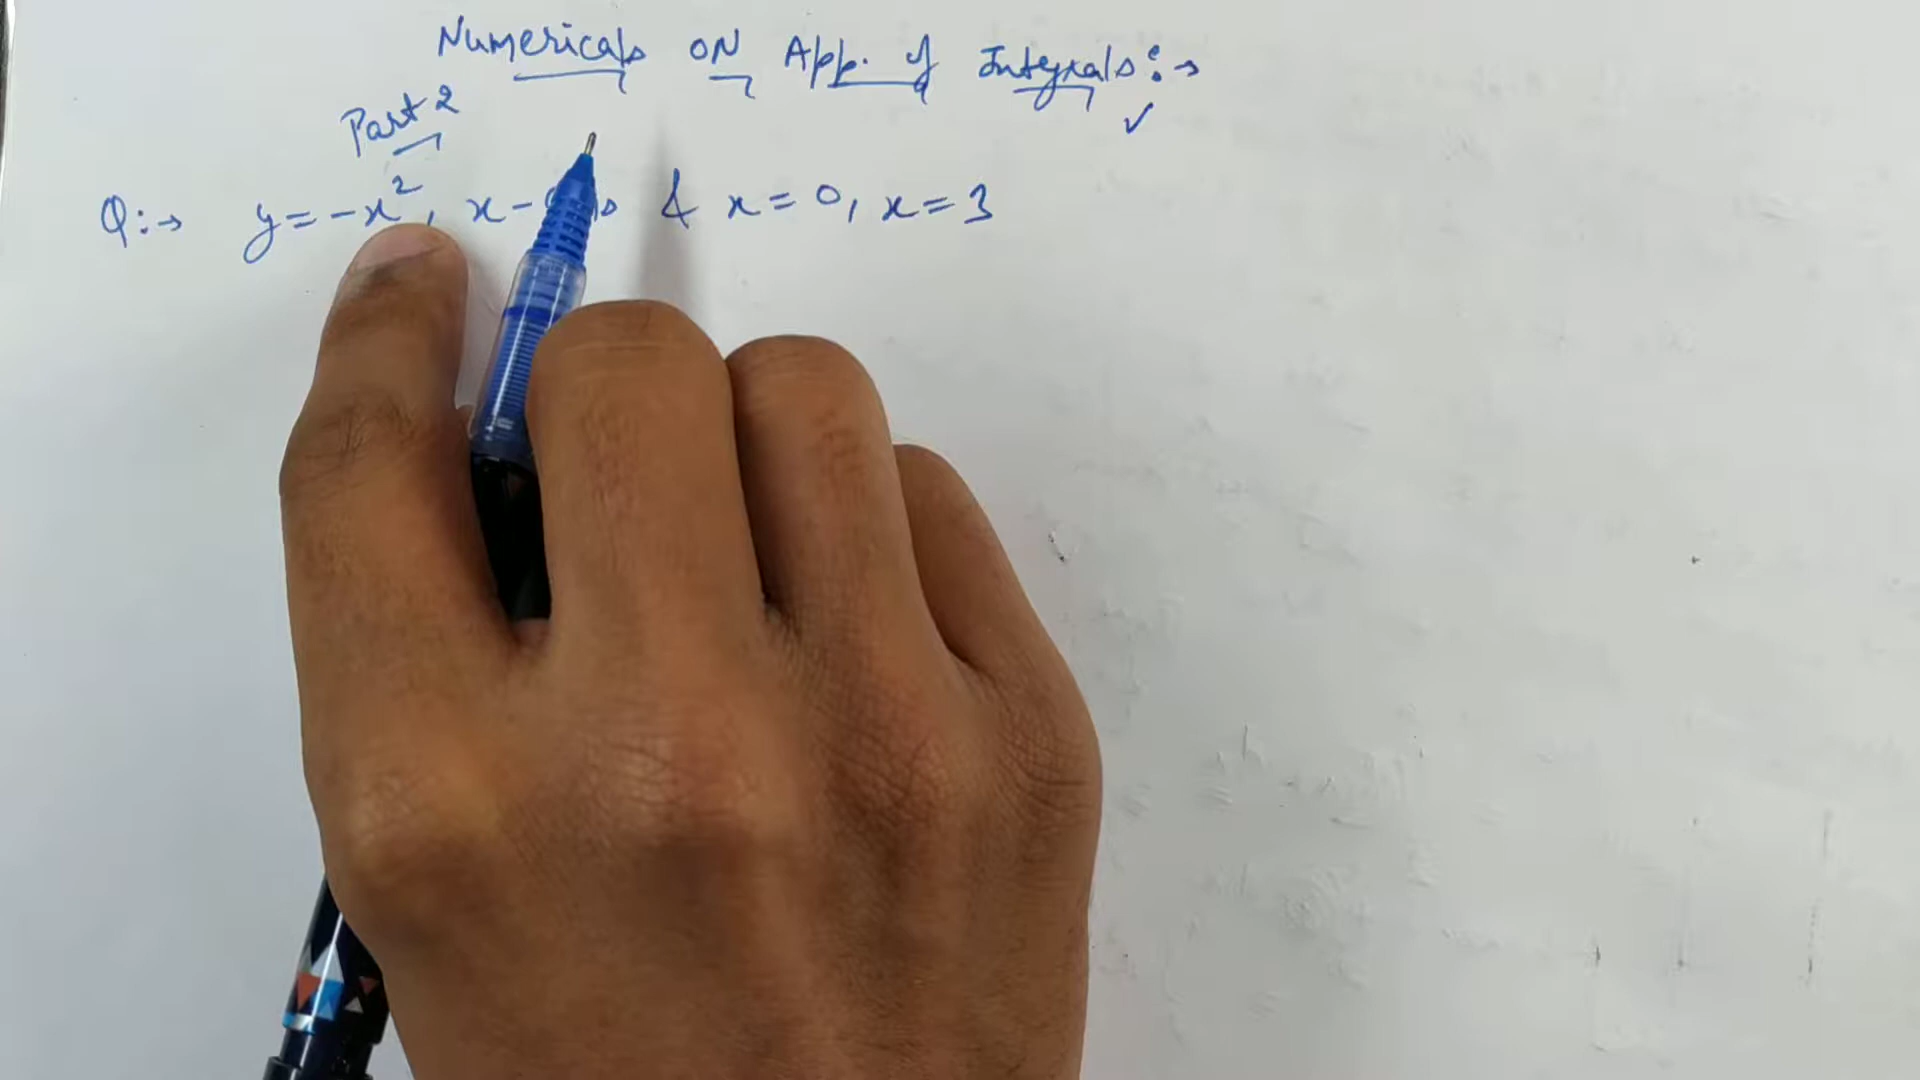 Numericals ON App. of Integrals :→
Part 2
Q:→ y = -x², x- & x = 0, x = 3